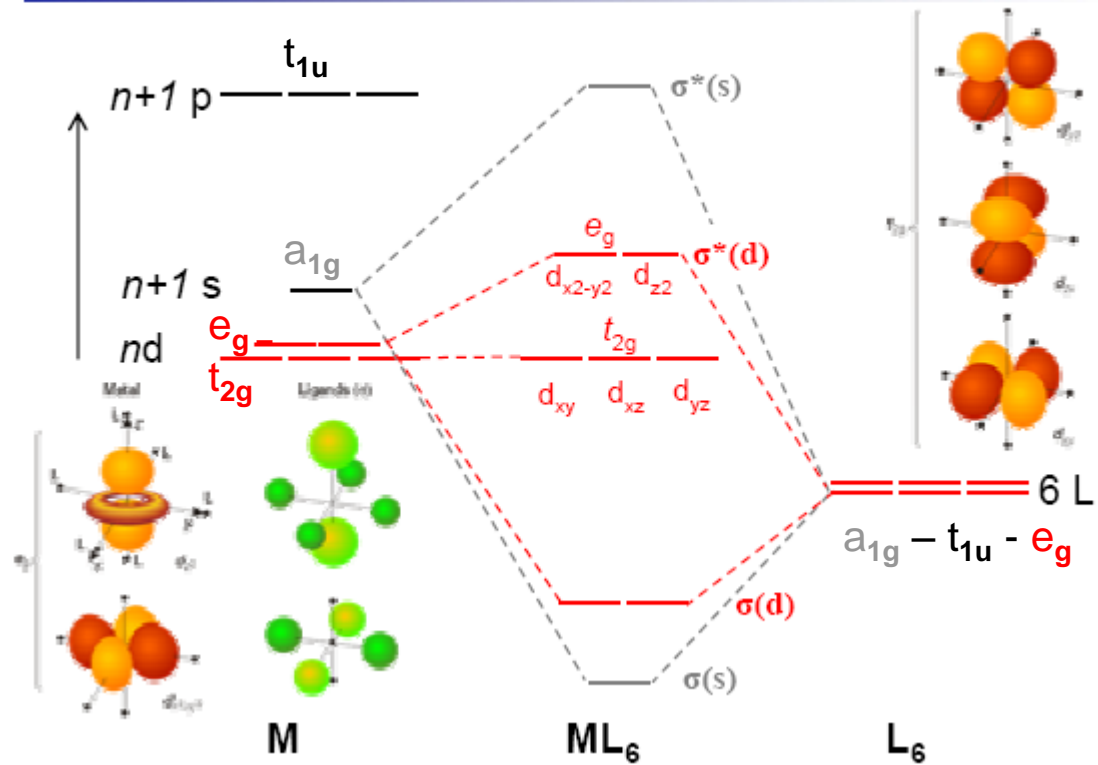 t1u
n+1 p
σ*(s)
a1g
eg
σ*(d)
n+1 s
dx2-y2 dz2
eg
t2g
nd
t2g
dxy dxz dyz
Metal
Ligands (σ)
6 L
a1g – t1u - eg
σ(d)
σ(s)
M
ML6
L6